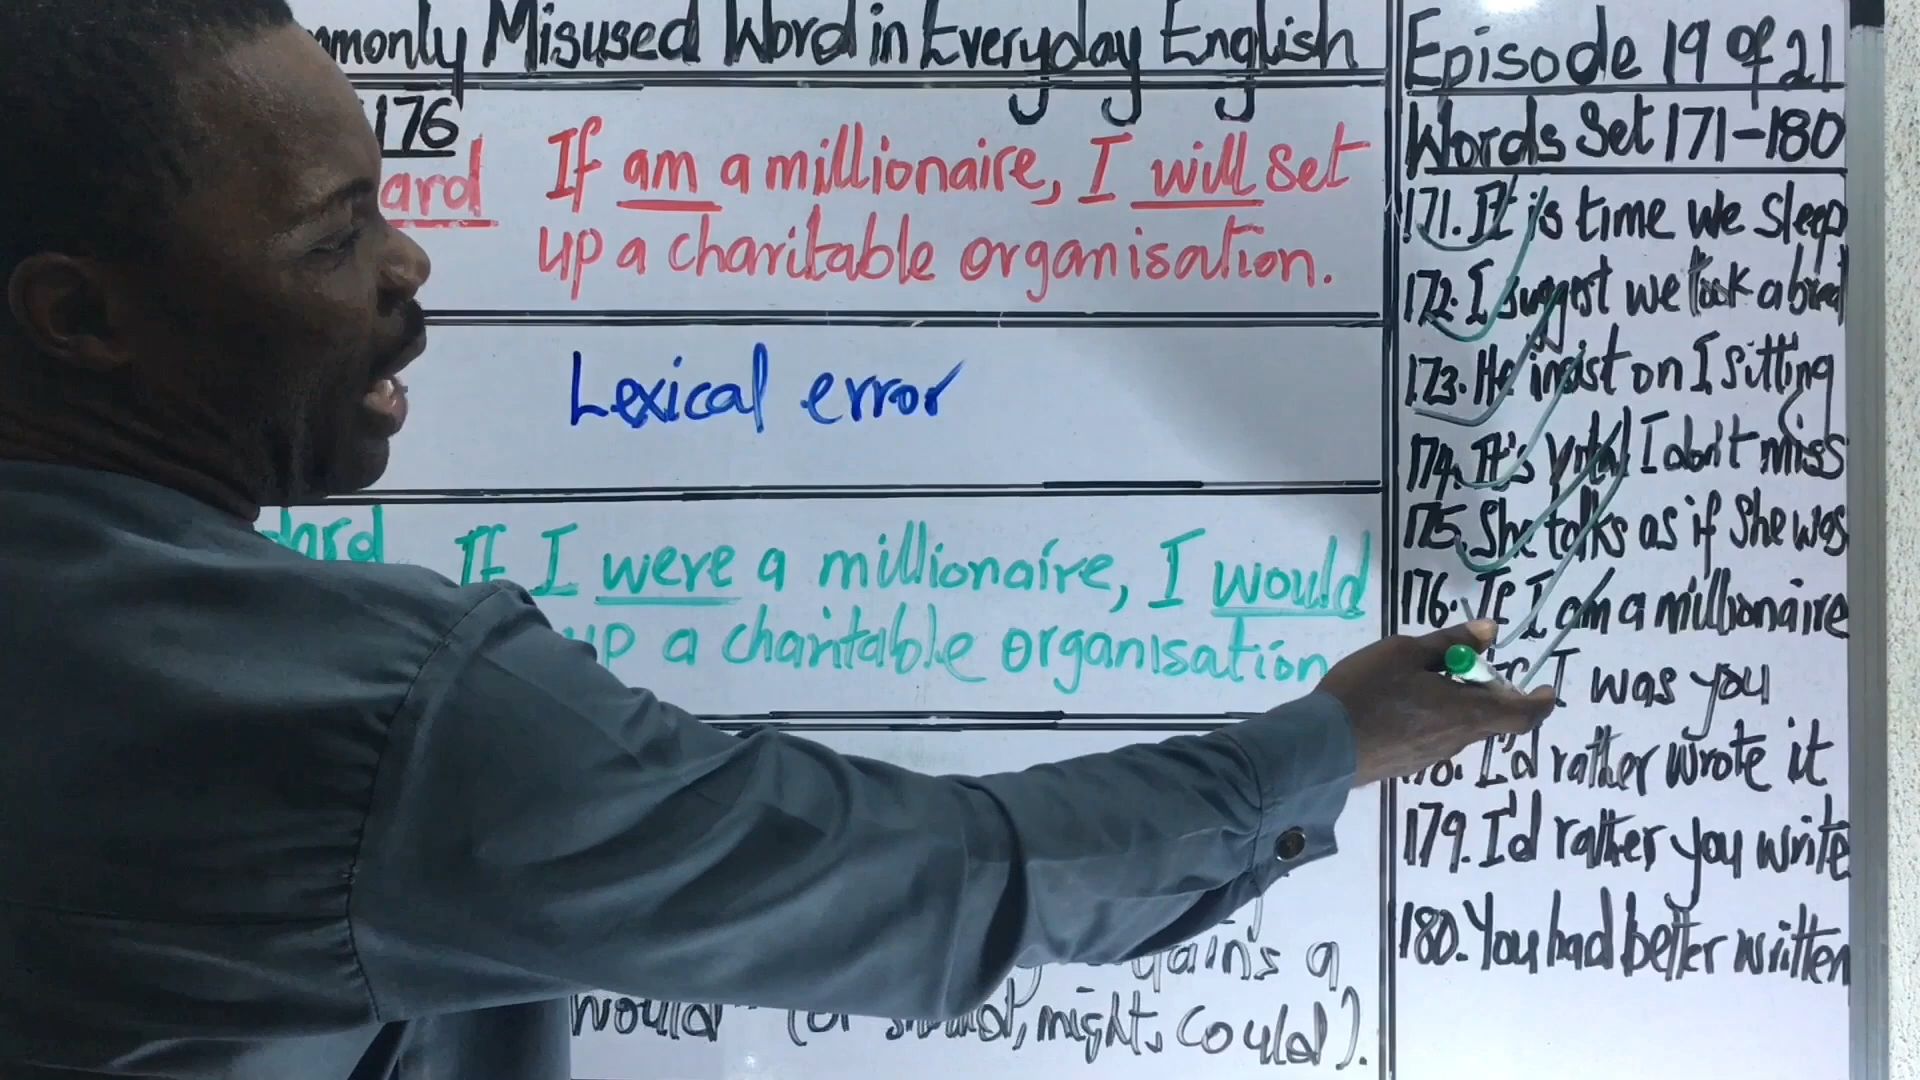 mmonly Misused Word in Everyday English
176
ard
If am a millionaire, I will set
up a charitable organisation.
Lexical error
dard
If I were a millionaire, I would
up a charitable organisation
gains a
would (or should, might, could).
Episode 19 of 21
Words Set 171-180
171. It is time we sleep
172. I suggest we took a bred
173. He insist on I sitting
174. It's vital I don't miss
175. She talks as if she was
176. If I am a millionaire
I was you
I'd rather wrote it
179. I'd rather you write
180. You had better written